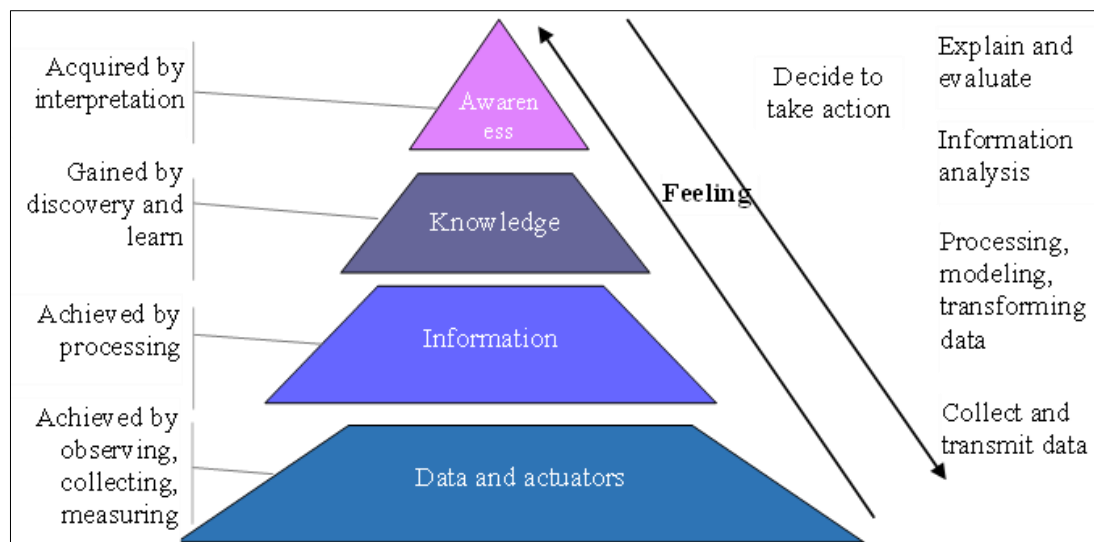 Acquired by
interpretation
Gained by
discovery and
learn
Achieved by
processing
Achieved by
observing,
collecting,
measuring
Awaren
ess
Knowledge
Information
Data and actuators
Feeling
Decide to
take action
Explain and
evaluate
Information
analysis
Processing,
modeling,
transforming
data
Collect and
transmit data